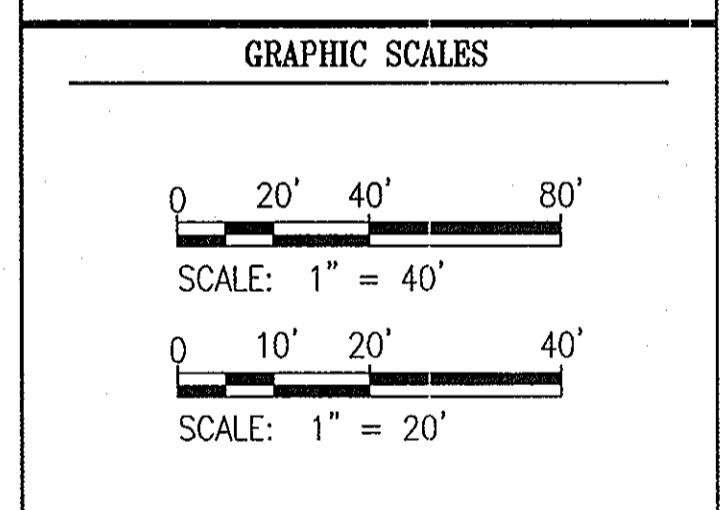 GRAPHIC SCALES
0 20' 40' 80'
SCALE: 1" = 40'
0 10' 20' 40'
SCALE: 1" = 20'